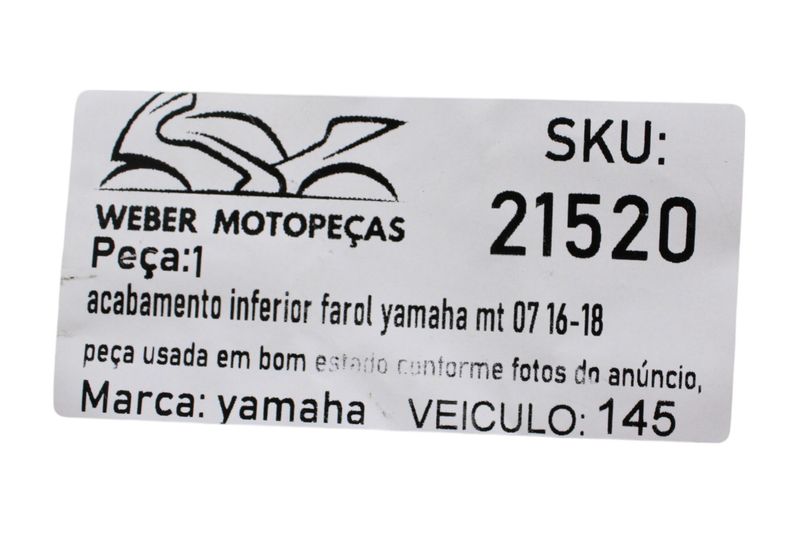 WEBER MOTOPEÇAS
SKU:
21520
Peça:1
acabamento inferior farol yamaha mt 07 16-18
peça usada em bom estado conforme fotos do anúncio,
Marca: yamaha VEICULO: 145